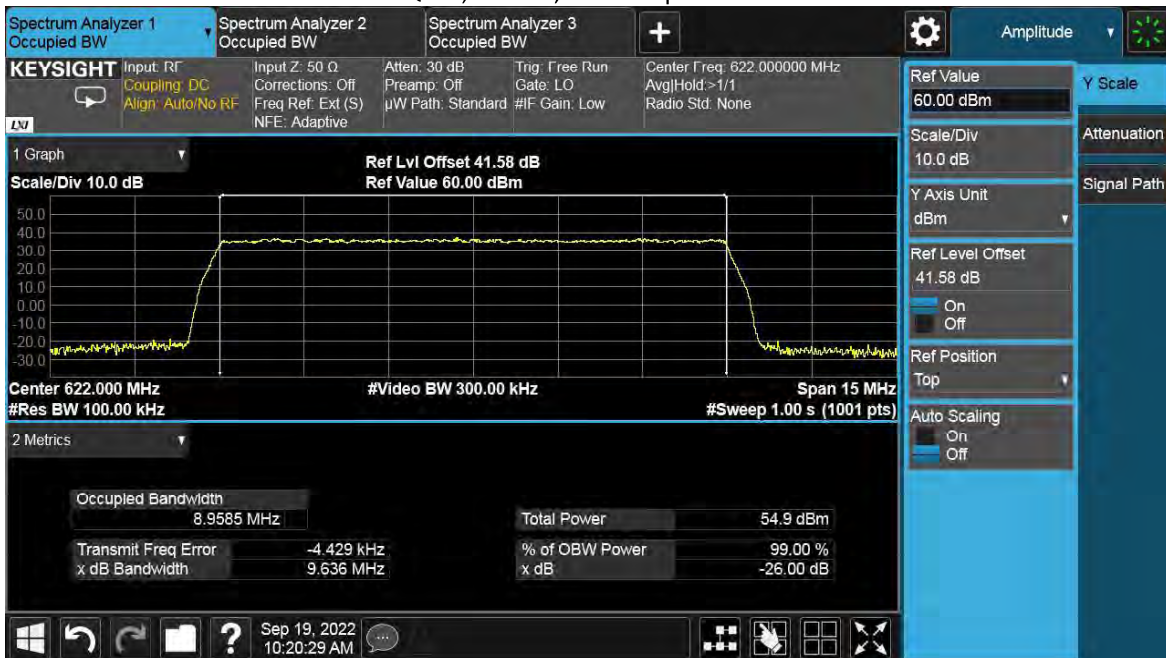 Spectrum Analyzer 1
Occupied BW
Spectrum Analyzer 2
Occupied BW
Spectrum Analyzer 3
Occupied BW
Amplitude
KEYSIGHT
LXI
Input: RF
Coupling: DC
Align: Auto/No RF
Input Z: 50 Ω
Corrections: Off
Freq Ref: Ext (S)
NFE: Adaptive
Atten: 30 dB
Preamp: Off
µW Path: Standard
Trig: Free Run
Gate: LO
#IF Gain: Low
Center Freq: 622.000000 MHz
Avg|Hold:>1/1
Radio Std: None
1 Graph
Scale/Div 10.0 dB
Ref Lvl Offset 41.58 dB
Ref Value 60.00 dBm
50.0
40.0
30.0
20.0
10.0
0.00
-10.0
-20.0
-30.0
Center 622.000 MHz
#Res BW 100.00 kHz
#Video BW 300.00 kHz
Span 15 MHz
#Sweep 1.00 s (1001 pts)
2 Metrics
Occupied Bandwidth
8.9585 MHz
Transmit Freq Error -4.429 kHz
x dB Bandwidth 9.636 MHz
Total Power 54.9 dBm
% of OBW Power 99.00 %
x dB -26.00 dB
Ref Value
60.00 dBm
Scale/Div
10.0 dB
Y Axis Unit
dBm
Ref Level Offset
41.58 dB
On
Off
Ref Position
Top
Auto Scaling
On
Off
Y Scale
Attenuation
Signal Path
?
Sep 19, 2022
10:20:29 AM